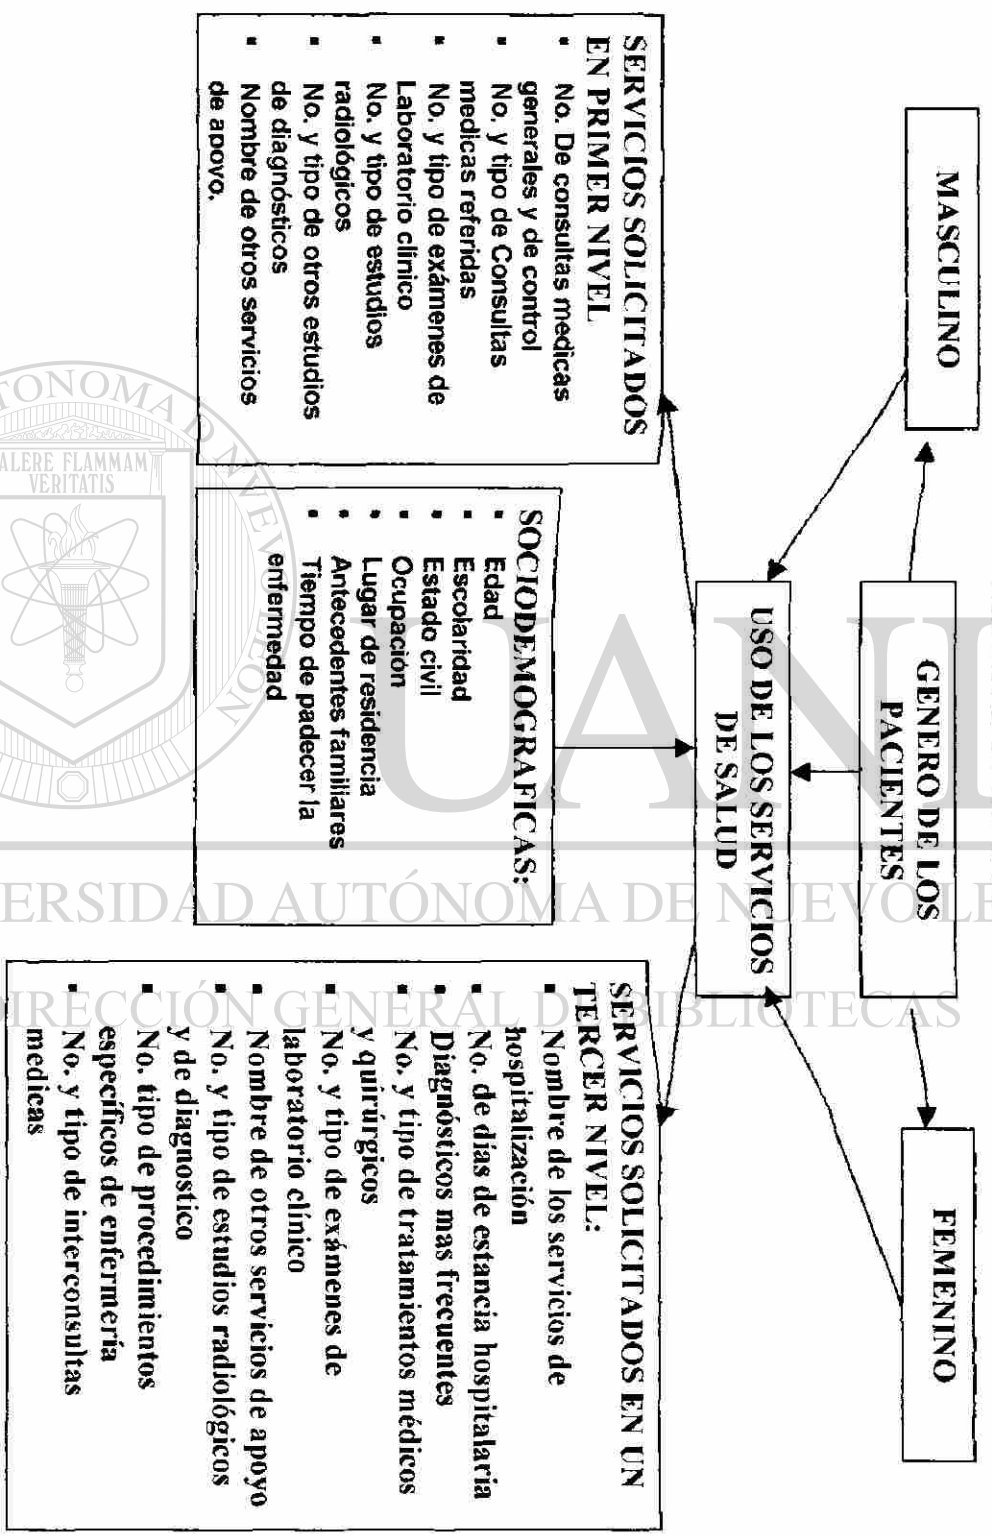 MASCULINO
GENERO DE LOS
PACIENTES
FEMENINO
USO DE LOS SERVICIOS
DE SALUD
SERVICIOS SOLICITADOS
EN PRIMER NIVEL
▪ No. De consultas medicas
generales y de control
▪ No. y tipo de Consultas
medicas referidas
▪ No. y tipo de exámenes de
Laboratorio clínico
▪ No. y tipo de estudios
radiológicos
▪ No. y tipo de otros estudios
de diagnósticos
▪ Nombre de otros servicios
de apoyo.
SOCIODEMOGRAFICAS:
▪ Edad
▪ Escolaridad
▪ Estado civil
▪ Ocupación
▪ Lugar de residencia
▪ Antecedentes familiares
▪ Tiempo de padecer la
enfermedad
SERVICIOS SOLICITADOS EN UN
TERCER NIVEL:
▪ Nombre de los servicios de
hospitalización
▪ No. de días de estancia hospitalaria
▪ Diagnósticos mas frecuentes
▪ No. y tipo de tratamientos médicos
y quirúrgicos
▪ No. y tipo de exámenes de
laboratorio clínico
▪ Nombre de otros servicios de apoyo
▪ No. y tipo de estudios radiológicos
y de diagnostico
▪ No. tipo de procedimientos
específicos de enfermería
▪ No. y tipo de interconsultas
medicas
TONOMA D NUEVO LEON
ALERE FLAMMAM
VERITATIS
UANL
ERSIDAD AUTÓNOMA DE NUEVO LE
DIRECCIÓN GENERAL DE BIBLIOTECAS